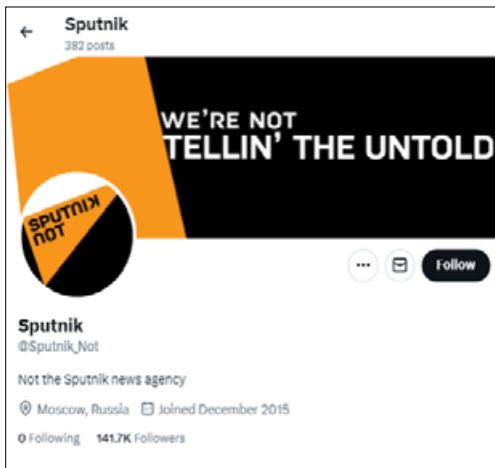 Sputnik
382 posts
WE'RE NOT
TELLIN' THE UNTOLD
SPUTNIK
NOT
Follow
Sputnik
@Sputnik_Not
Not the Sputnik news agency
Moscow, Russia Joined December 2015
0 Following 141.7K Followers